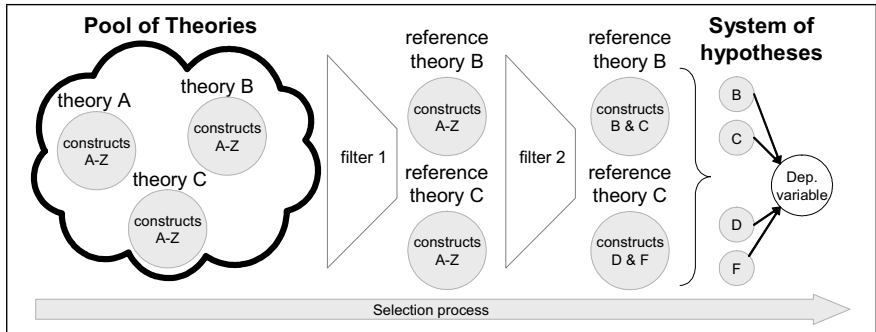 Pool of Theories
theory A
constructs
A-Z
theory B
constructs
A-Z
theory C
constructs
A-Z
filter 1
reference
theory B
constructs
A-Z
reference
theory C
constructs
A-Z
filter 2
reference
theory B
constructs
B & C
reference
theory C
constructs
D & F
System of
hypotheses
B
C
D
F
Dep.
variable
Selection process